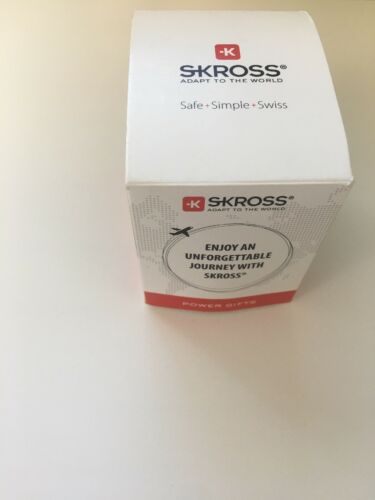 K
SKROSS®
ADAPT TO THE WORLD
Safe+Simple+Swiss
K
SKROSS®
ADAPT TO THE WORLD
ENJOY AN
UNFORGETTABLE
JOURNEY WITH
SKROSS®
POWER GIFTS